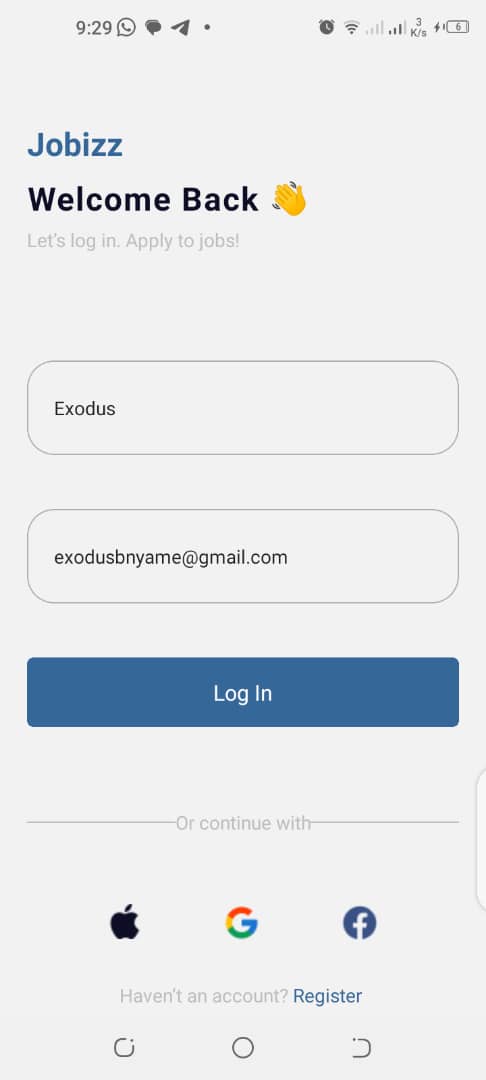 9:29
3
K/s
6
Jobizz
Welcome Back 👋
Let's log in. Apply to jobs!
Exodus
exodusbnyame@gmail.com
Log In
Or continue with
Haven't an account? Register